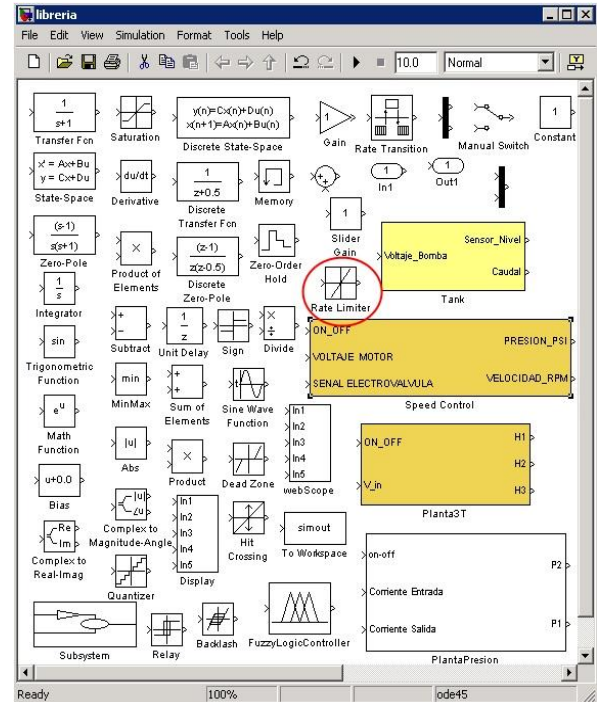 libreria
File Edit View Simulation Format Tools Help
10.0 Normal
1
s+1
Transfer Fcn
Saturation
y(n)=Cx(n)+Du(n)
x(n+1)=Ax(n)+Bu(n)
Discrete State-Space
1
Gain
Rate Transition
Manual Switch
1
Constant
x' = Ax+Bu
y = Cx+Du
State-Space
du/dt
Derivative
1
z+0.5
Discrete
Transfer Fcn
Memory
1
In1
1
Out1
(s-1)
s(s+1)
Zero-Pole
×
Product of
Elements
(z-1)
z(z-0.5)
Discrete
Zero-Pole
Zero-Order
Hold
1
Slider
Gain
Voltaje_Bomba
Sensor_Nivel
Caudal
Tank
1
s
Integrator
Rate Limiter
+
−
Subtract
1
z
Unit Delay
Sign
×
÷
Divide
ON_OFF
VOLTAJE MOTOR
SENAL ELECTROVALVULA
PRESION_PSI
VELOCIDAD_RPM
Speed Control
sin
Trigonometric
Function
min
MinMax
+
+
Sum of
Elements
t
Sine Wave
Function
In1
In2
In3
In4
In5
webScope
ON_OFF
V_in
H1
H2
H3
Planta3T
e^u
Math
Function
|u|
Abs
×
Product
Dead Zone
u+0.0
Bias
|u|
∠u
Complex to
Magnitude-Angle
In1
In2
In3
In4
In5
Display
Hit
Crossing
simout
To Workspace
Re
Im
Complex to
Real-Imag
Quantizer
on-off
Corriente Entrada
Corriente Salida
P2
P1
PlantaPresion
Subsystem
Relay
Backlash
FuzzyLogicController
Ready 100% ode45